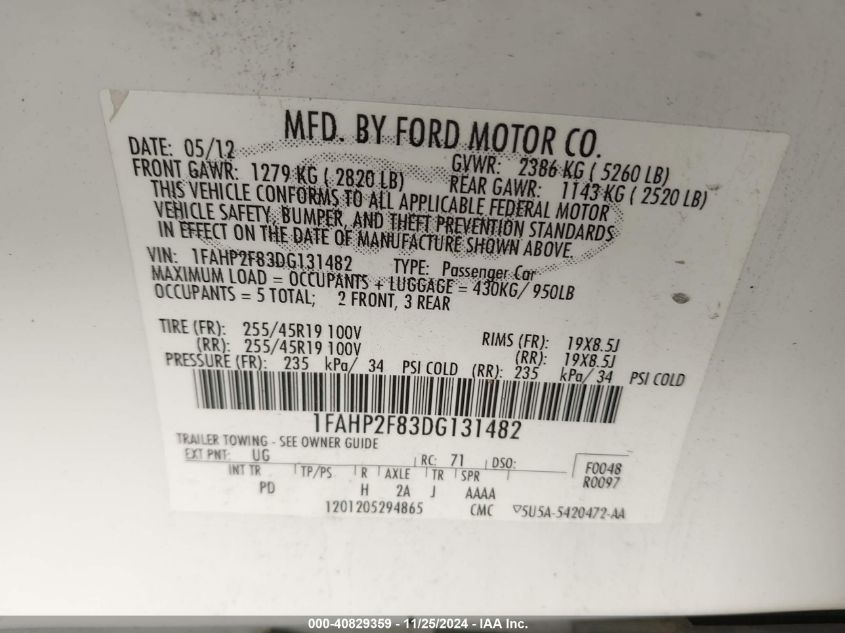 MFD. BY FORD MOTOR CO.
DATE: 05/12 GVWR: 2386 KG ( 5260 LB)
FRONT GAWR: 1279 KG ( 2820 LB) REAR GAWR: 1143 KG ( 2520 LB)
THIS VEHICLE CONFORMS TO ALL APPLICABLE FEDERAL MOTOR
VEHICLE SAFETY, BUMPER, AND THEFT PREVENTION STANDARDS
IN EFFECT ON THE DATE OF MANUFACTURE SHOWN ABOVE.
VIN: 1FAHP2F83DG131482 TYPE: Passenger Car
MAXIMUM LOAD = OCCUPANTS + LUGGAGE = 430KG/ 950LB
OCCUPANTS = 5 TOTAL; 2 FRONT, 3 REAR
TIRE (FR): 255/45R19 100V RIMS (FR): 19X8.5J
(RR): 255/45R19 100V (RR): 19X8.5J
PRESSURE (FR): 235 kPa/ 34 PSI COLD (RR): 235 kPa/ 34 PSI COLD
1FAHP2F83DG131482
TRAILER TOWING - SEE OWNER GUIDE
EXT PNT: UG RC: 71 DSO: F0048
INT TR TP/PS R AXLE TR SPR R0097
PD H 2A J AAAA
1201205294865 CMC ▽5U5A-5420472-AA
000-40829359 - 11/25/2024 - IAA Inc.